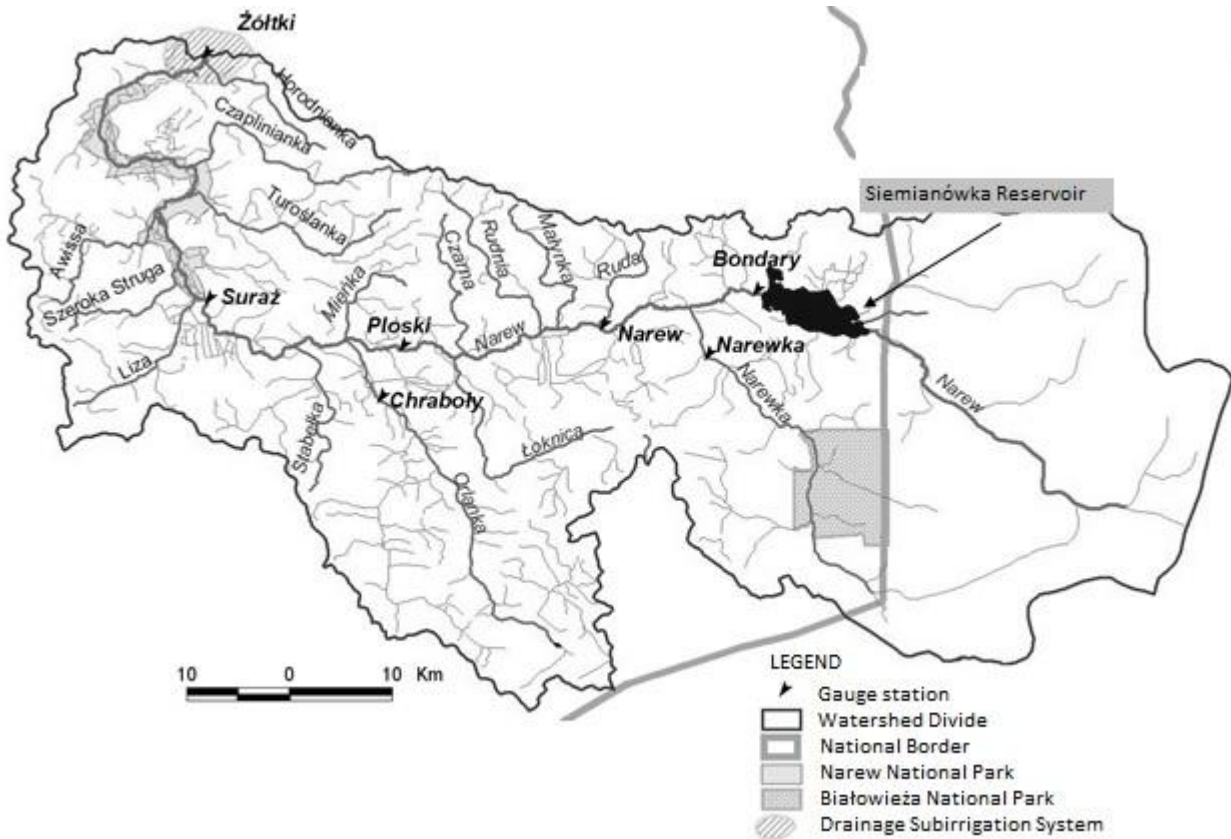 Żółtki
Horodnianka
Czaplinianka
Siemianówka Reservoir
Turoślanka
Awissa
Szeroka Struga
Mieńka
Czarna
Rudnia
Małynka
Ruda
Bondary
Suraż
Ploski
Narew
Narew
Narewka
Liza
Chraboły
Narewka
Narew
Słabelka
Łoknica
Orlanka
10 0 10 Km
LEGEND
Gauge station
Watershed Divide
National Border
Narew National Park
Białowieża National Park
Drainage Subirrigation System